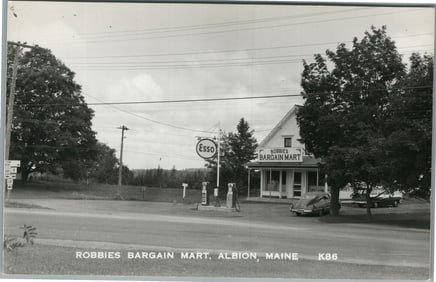 Esso
ROBBIES
BARGAIN MART
ROBBIES BARGAIN MART, ALBION, MAINE K86